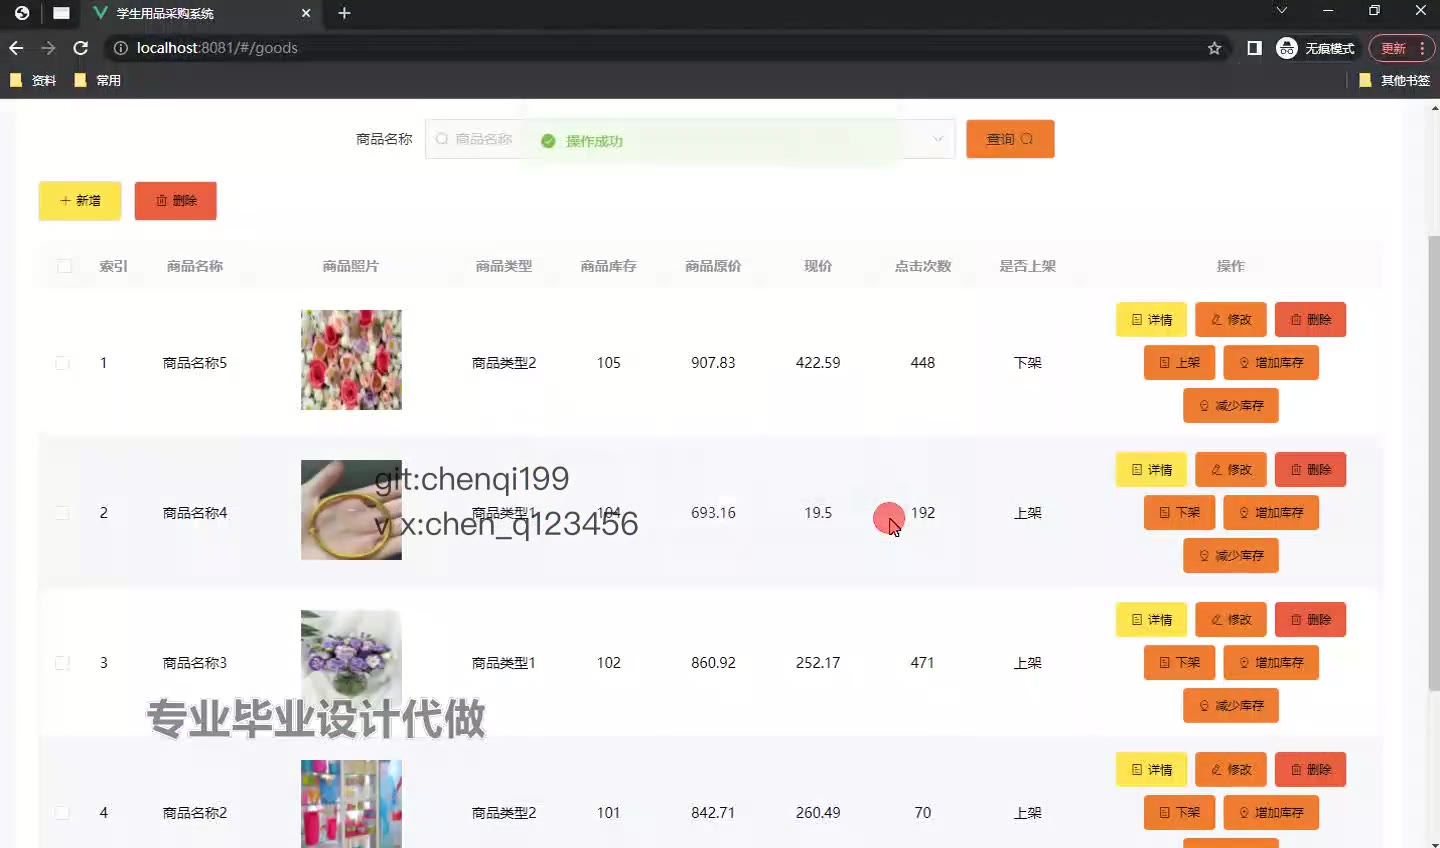 学生用品采购系统
localhost:8081/#/goods
无痕模式
更新
资料
常用
其他书签
商品名称
商品名称
操作成功
查询
新增
删除
索引 商品名称 商品照片 商品类型 商品库存 商品原价 现价 点击次数 是否上架 操作
1 商品名称5 商品类型2 105 907.83 422.59 448 下架
详情 修改 删除
上架 增加库存
减少库存
git:chenqi199
v x:chen_q123456
2 商品名称4 商品类型1 104 693.16 19.5 192 上架
详情 修改 删除
下架 增加库存
减少库存
3 商品名称3 商品类型1 102 860.92 252.17 471 上架
详情 修改 删除
下架 增加库存
减少库存
专业毕业设计代做
4 商品名称2 商品类型2 101 842.71 260.49 70 上架
详情 修改 删除
下架 增加库存